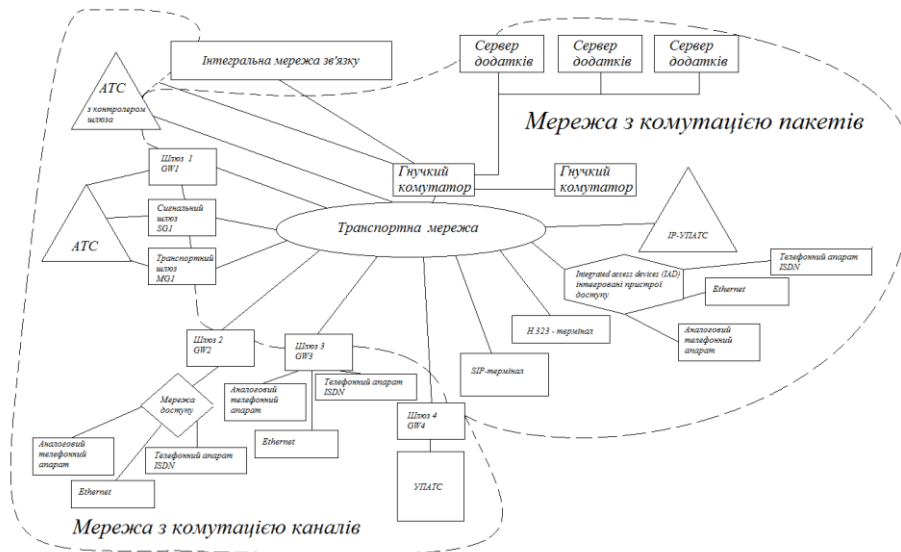 Інтегральна мережа зв'язку
Сервер
додатків
Сервер
додатків
Сервер
додатків
АТС
з контролером
шлюза
Мережа з комутацією пакетів
Шлюз 1
GW1
Гнучкий
комутатор
Гнучкий
комутатор
Сигнальний
шлюз
SG1
АТС
Транспортна мережа
IP-УПАТС
Транспортний
шлюз
MG1
Integrated access devices (IAD)
інтегровані пристрої
доступу
Телефонний апарат
ISDN
Ethernet
Н.323 - термінал
Аналоговий
телефонний
апарат
Шлюз 2
GW2
Шлюз 3
GW3
SIP-термінал
Мережа
доступу
Аналоговий
телефонний
апарат
Телефонний апарат
ISDN
Шлюз 4
GW4
Аналоговий
телефонний
апарат
Телефонний апарат
ISDN
Ethernet
Ethernet
УПАТС
Мережа з комутацією каналів